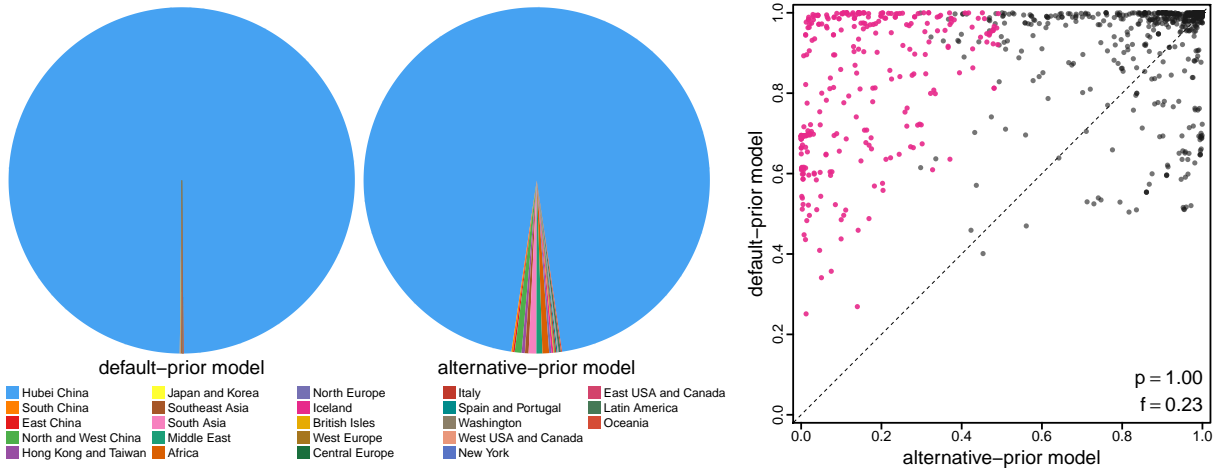 default−prior model
alternative−prior model
Hubei China
South China
East China
North and West China
Hong Kong and Taiwan
Japan and Korea
Southeast Asia
South Asia
Middle East
Africa
North Europe
Iceland
British Isles
West Europe
Central Europe
Italy
Spain and Portugal
Washington
West USA and Canada
New York
East USA and Canada
Latin America
Oceania
default−prior model
1.0
0.8
0.6
0.4
0.2
0.0
p = 1.00
f = 0.23
0.0 0.2 0.4 0.6 0.8 1.0
alternative−prior model